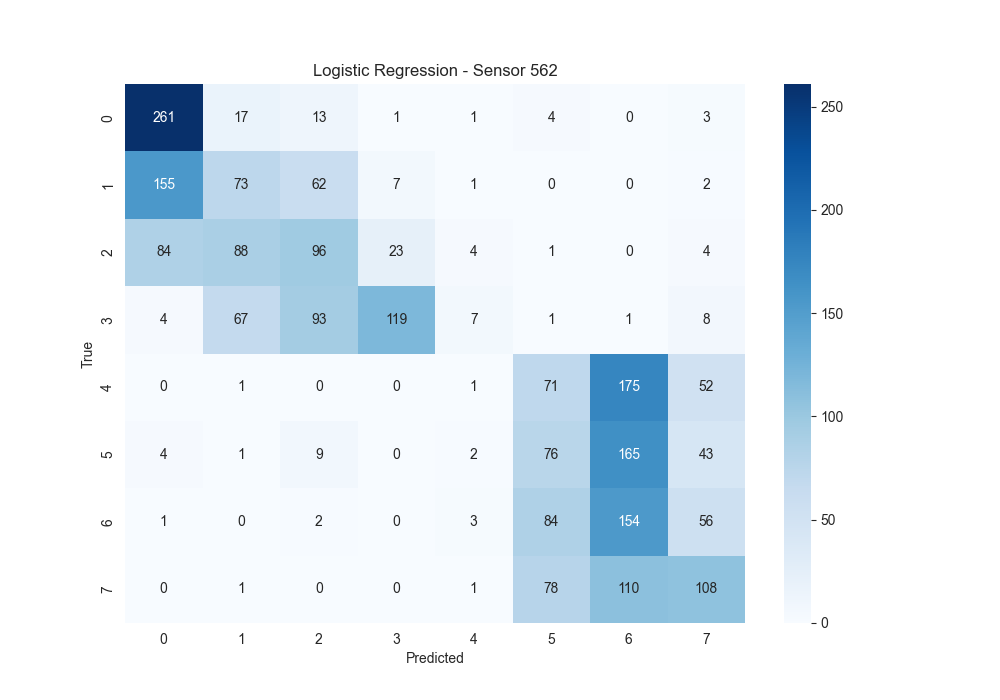 Logistic Regression - Sensor 562
0 261 17 13 1 1 4 0 3
1 155 73 62 7 1 0 0 2
2 84 88 96 23 4 1 0 4
3 4 67 93 119 7 1 1 8
4 0 1 0 0 1 71 175 52
5 4 1 9 0 2 76 165 43
6 1 0 2 0 3 84 154 56
7 0 1 0 0 1 78 110 108
0 1 2 3 4 5 6 7
Predicted
True
250
200
150
100
50
0